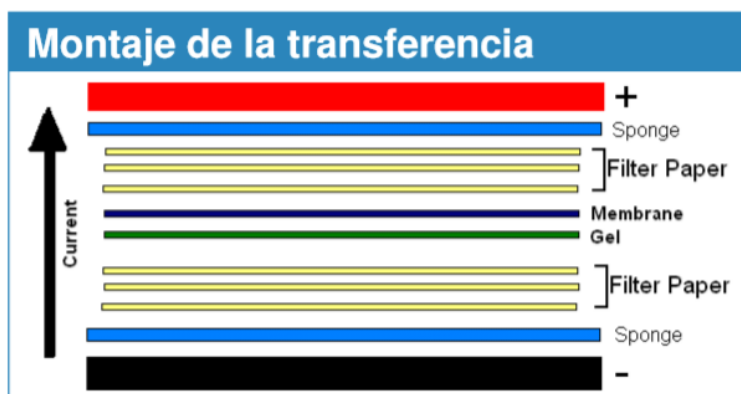 Montaje de la transferencia
+
Sponge
Filter Paper
Membrane
Gel
Current
Filter Paper
Sponge
-